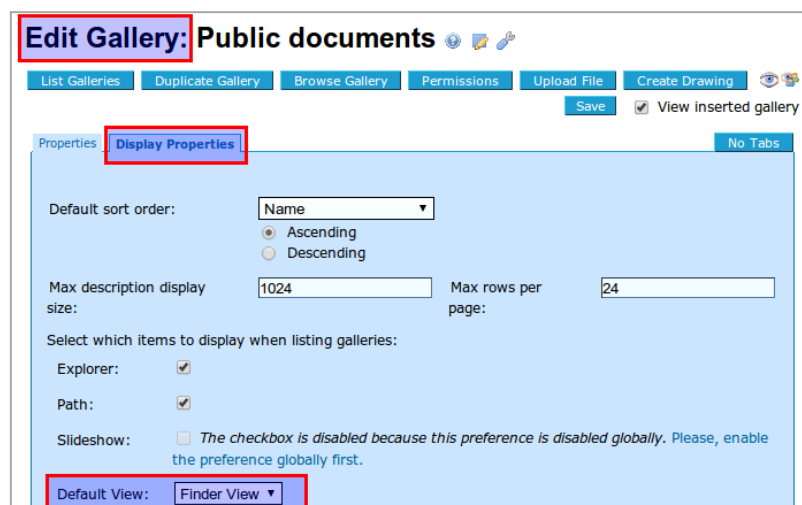 Edit Gallery: Public documents
List Galleries Duplicate Gallery Browse Gallery Permissions Upload File Create Drawing
Save View inserted gallery
Properties Display Properties No Tabs
Default sort order: Name
Ascending
Descending
Max description display size: 1024 Max rows per page: 24
Select which items to display when listing galleries:
Explorer:
Path:
Slideshow: The checkbox is disabled because this preference is disabled globally. Please, enable
the preference globally first.
Default View: Finder View